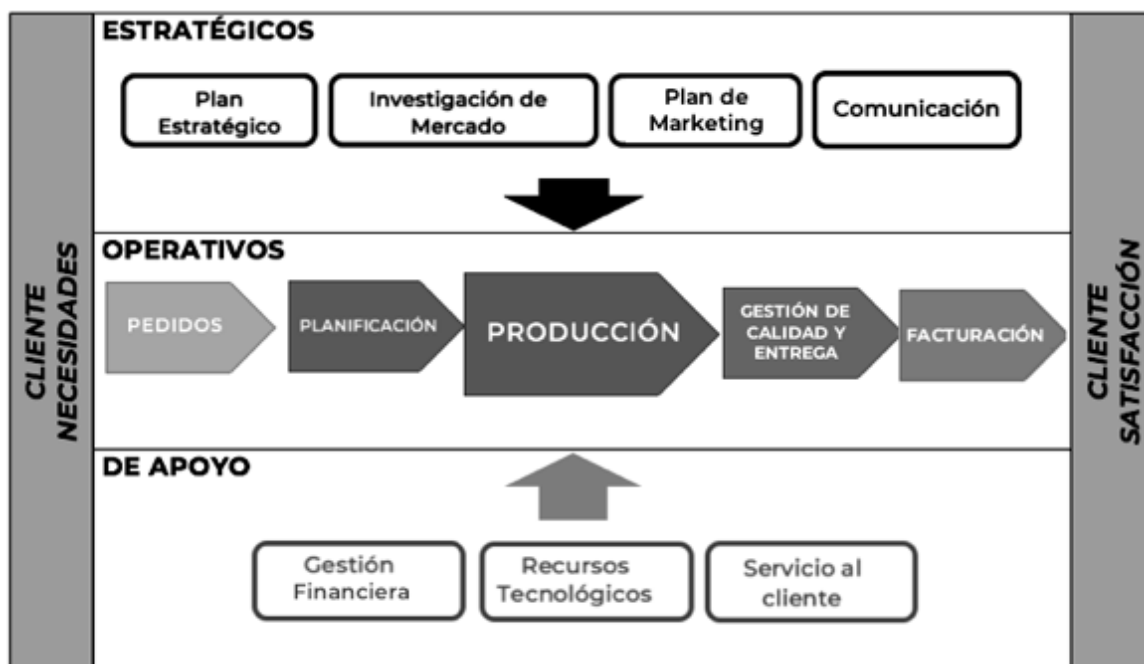 ESTRATÉGICOS
Plan
Estratégico
Investigación de
Mercado
Plan de
Marketing
Comunicación
CLIENTE
NECESIDADES
OPERATIVOS
PEDIDOS
PLANIFICACIÓN
PRODUCCIÓN
GESTIÓN DE
CALIDAD Y
ENTREGA
FACTURACIÓN
CLIENTE
SATISFACCIÓN
DE APOYO
Gestión
Financiera
Recursos
Tecnológicos
Servicio al
cliente